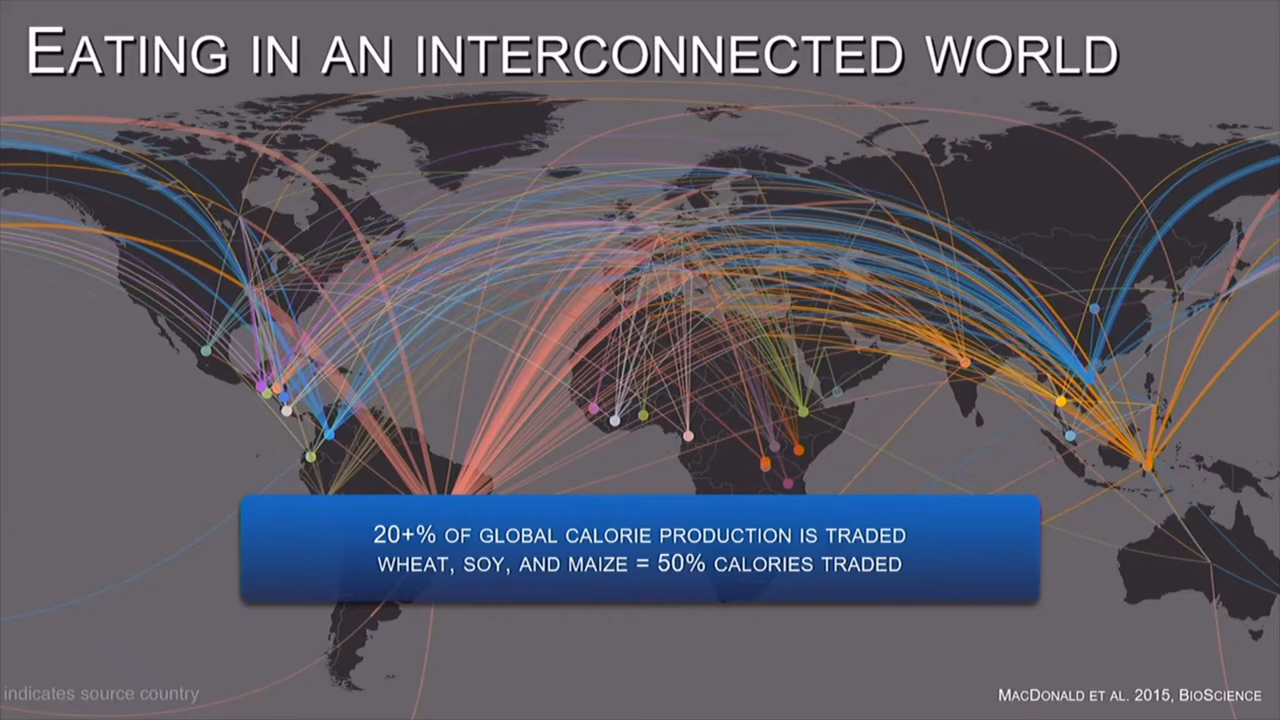 EATING IN AN INTERCONNECTED WORLD
20+% OF GLOBAL CALORIE PRODUCTION IS TRADED
WHEAT, SOY, AND MAIZE = 50% CALORIES TRADED
indicates source country
MACDONALD ET AL. 2015, BIOSCIENCE